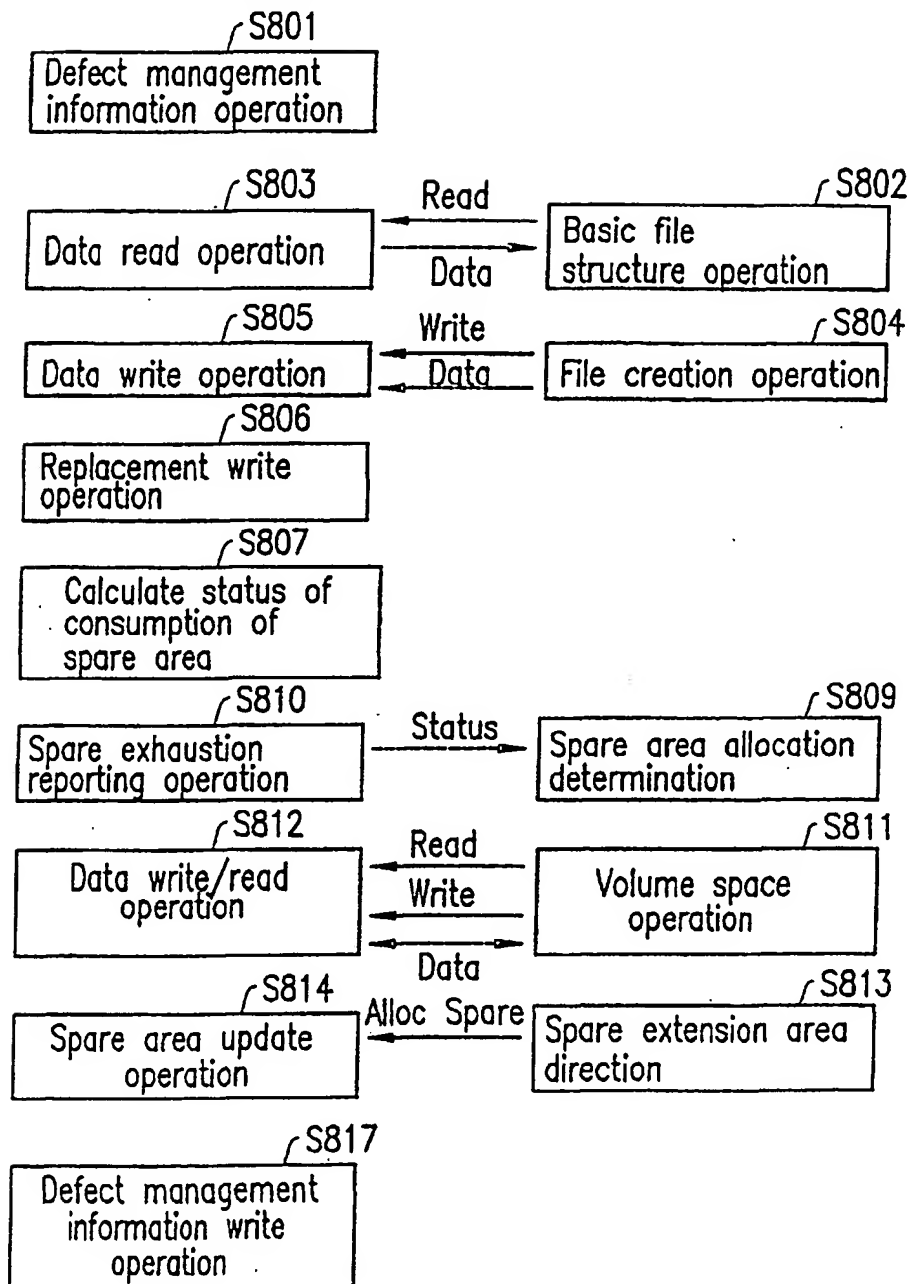 S801
Defect management
information operation
S803
Read
S802
Data read operation
Data
Basic file
structure operation
S805
Write
S804
Data write operation
Data
File creation operation
S806
Replacement write
operation
S807
Calculate status of
consumption of
spare area
S810
Status
S809
Spare exhaustion
reporting operation
Spare area allocation
determination
S812
Read
S811
Data write/read
operation
Write
Volume space
operation
Data
S814
Alloc Spare
S813
Spare area update
operation
Spare extension area
direction
S817
Defect management
information write
operation